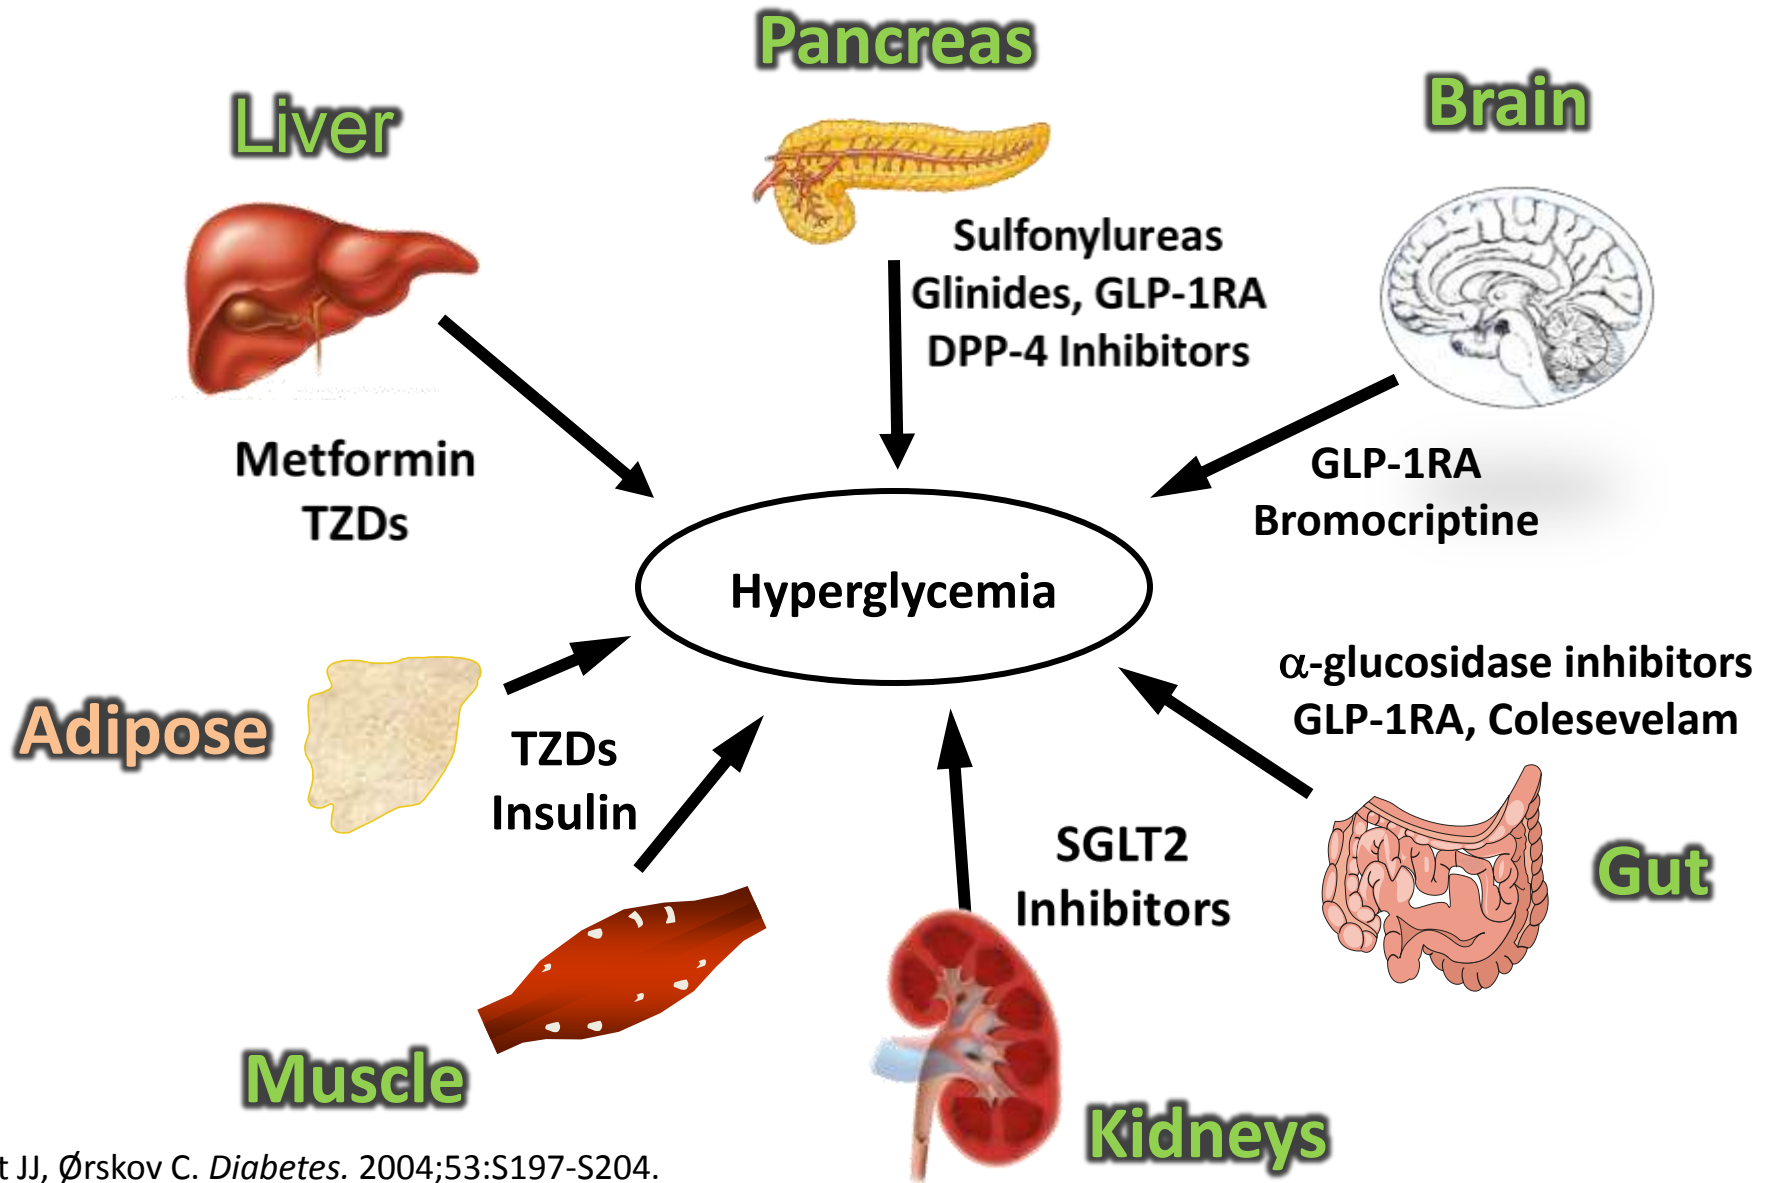 Pancreas
Brain
Liver
Sulfonylureas
Glinides, GLP-1RA
DPP-4 Inhibitors
Metformin
TZDs
GLP-1RA
Bromocriptine
Hyperglycemia
α-glucosidase inhibitors
GLP-1RA, Colesevelam
Adipose
TZDs
Insulin
SGLT2
Inhibitors
Gut
Muscle
Kidneys
t JJ, Ørskov C. Diabetes. 2004;53:S197-S204.